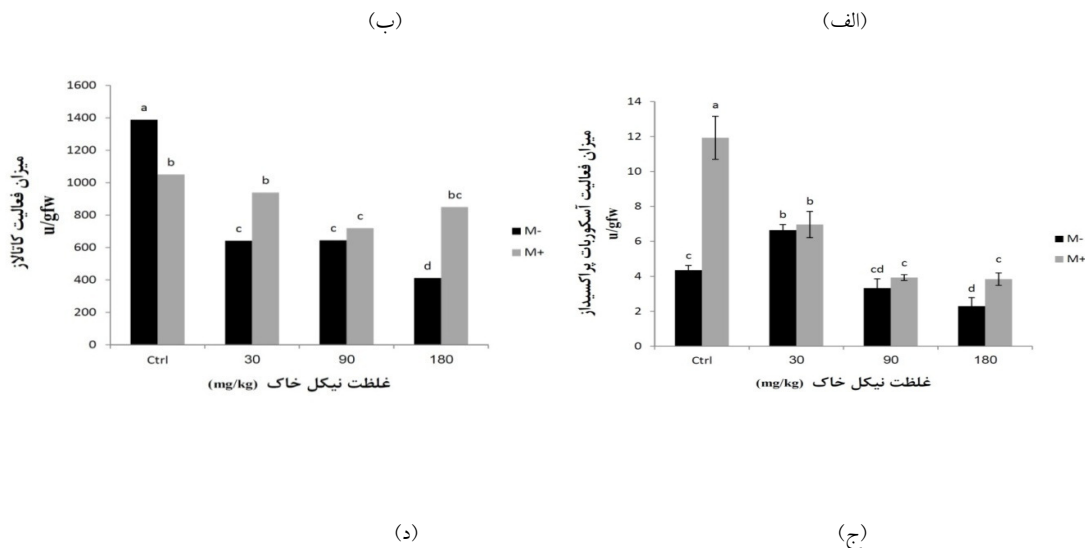 (الف)
(ب)
میزان فعالیت آسکوربات پراکسیداز
u/gfw
14
12
10
8
6
4
2
0
c
a
b
b
cd
c
d
c
Ctrl
30
90
180
غلظت نیکل خاک (mg/kg)
M-
M+
میزان فعالیت کاتالاز
u/gfw
1600
1400
1200
1000
800
600
400
200
0
a
b
c
b
c
c
d
bc
Ctrl
30
90
180
غلظت نیکل خاک (mg/kg)
M-
M+
(ج)
(د)